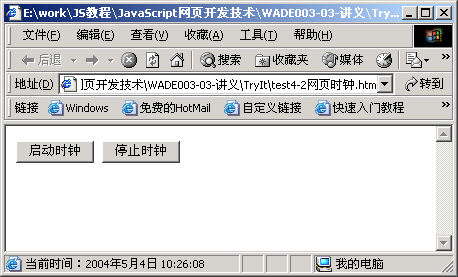 E:\work\JS教程\JavaScript网页开发技术\WADE003-03-讲义\Try...
文件(F) 编辑(E) 查看(V) 收藏(A) 工具(T) 帮助(H)
后退 搜索 收藏夹 媒体
地址(D) 页开发技术\WADE003-03-讲义\TryIt\test4-2网页时钟.htm 转到
链接 Windows 免费的HotMail 自定义链接 快速入门教程
启动时钟 停止时钟
当前时间：2004年5月4日 10:26:08 我的电脑